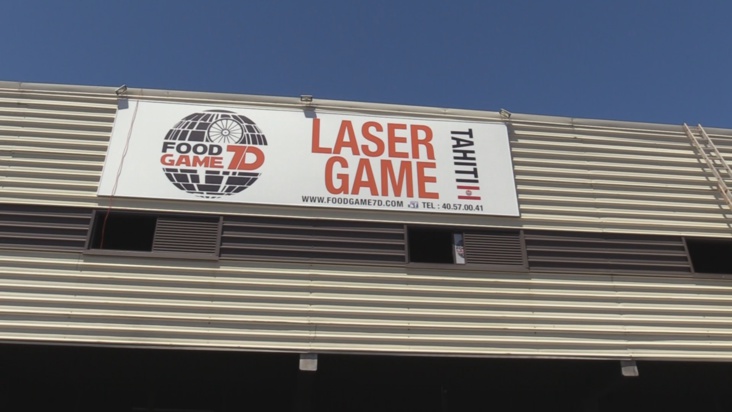 FOOD
GAME 7D
LASER
GAME
TAHITI
WWW.FOODGAME7D.COM TEL : 40.57.00.41